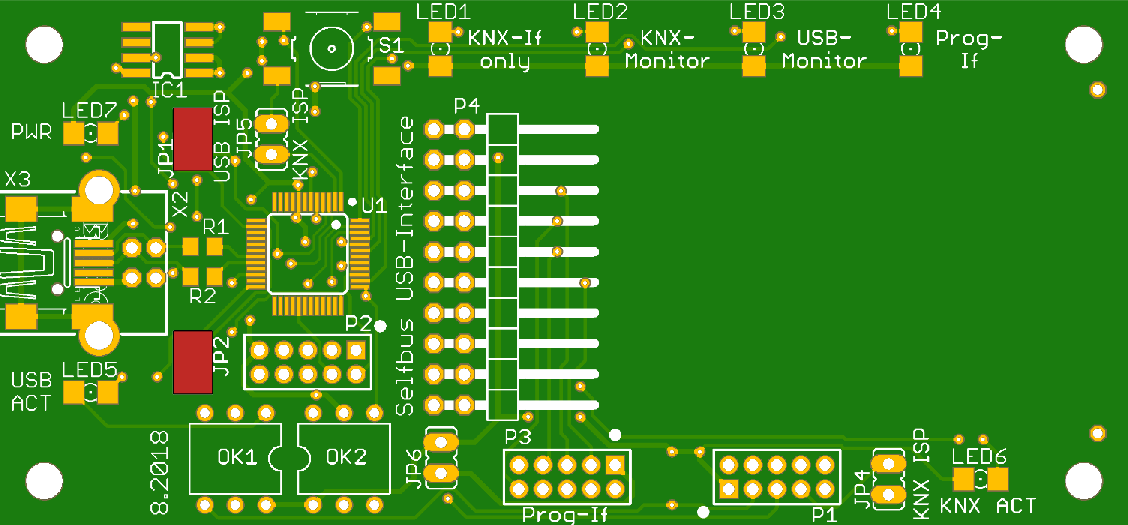 LED1
LED2
LED3
LED4
S1
KNX-If
only
KNX-
Monitor
USB-
Monitor
Prog-
If
IC1
LED7
PWR
JP1
ISP
USB
JP5
ISP
KNX
P4
X3
X2
U1
R1
R2
Selfbus USB-Interface
P2
JP2
LED5
USB
ACT
8.2018
OK1
OK2
JP6
P3
Prog-If
P1
JP4
ISP
KNX
LED6
KNX ACT